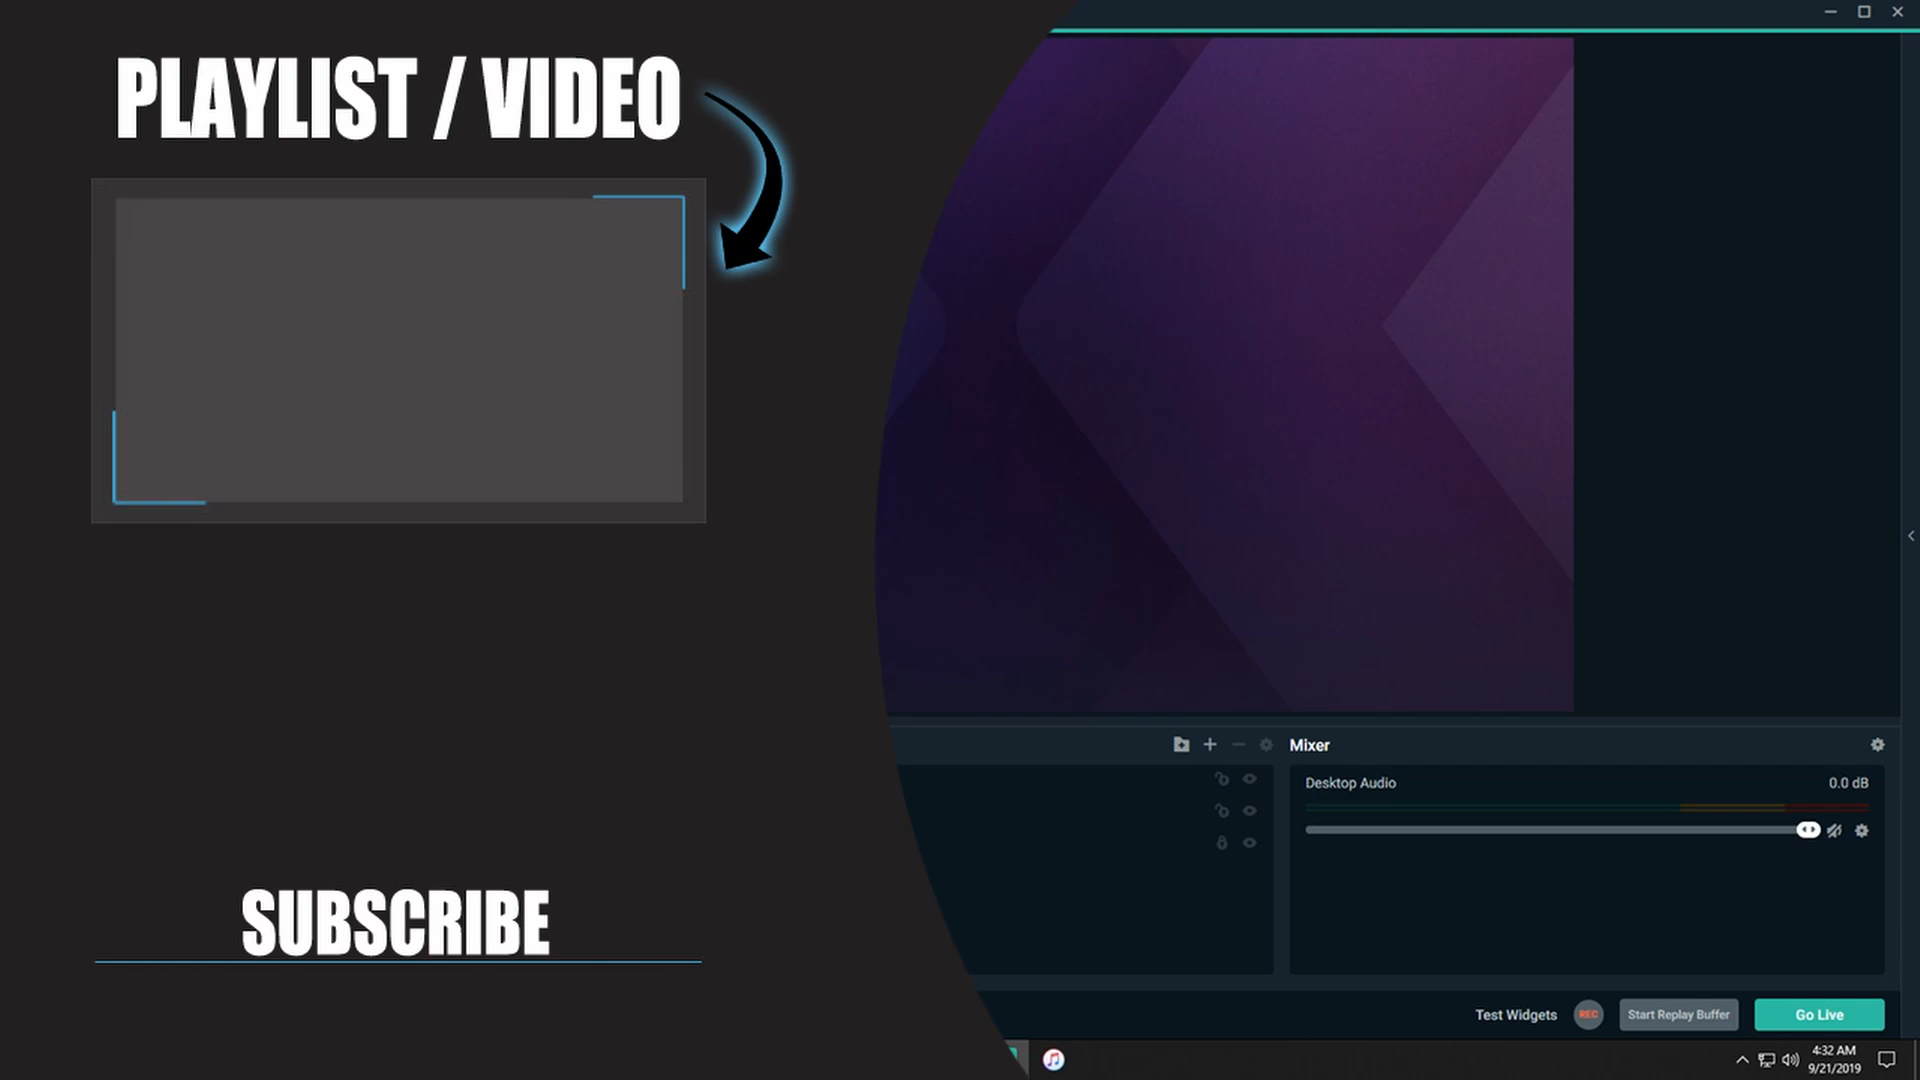 PLAYLIST / VIDEO
SUBSCRIBE
Mixer
Desktop Audio 0.0 dB
Test Widgets REC Start Replay Buffer Go Live
4:32 AM
9/21/2019